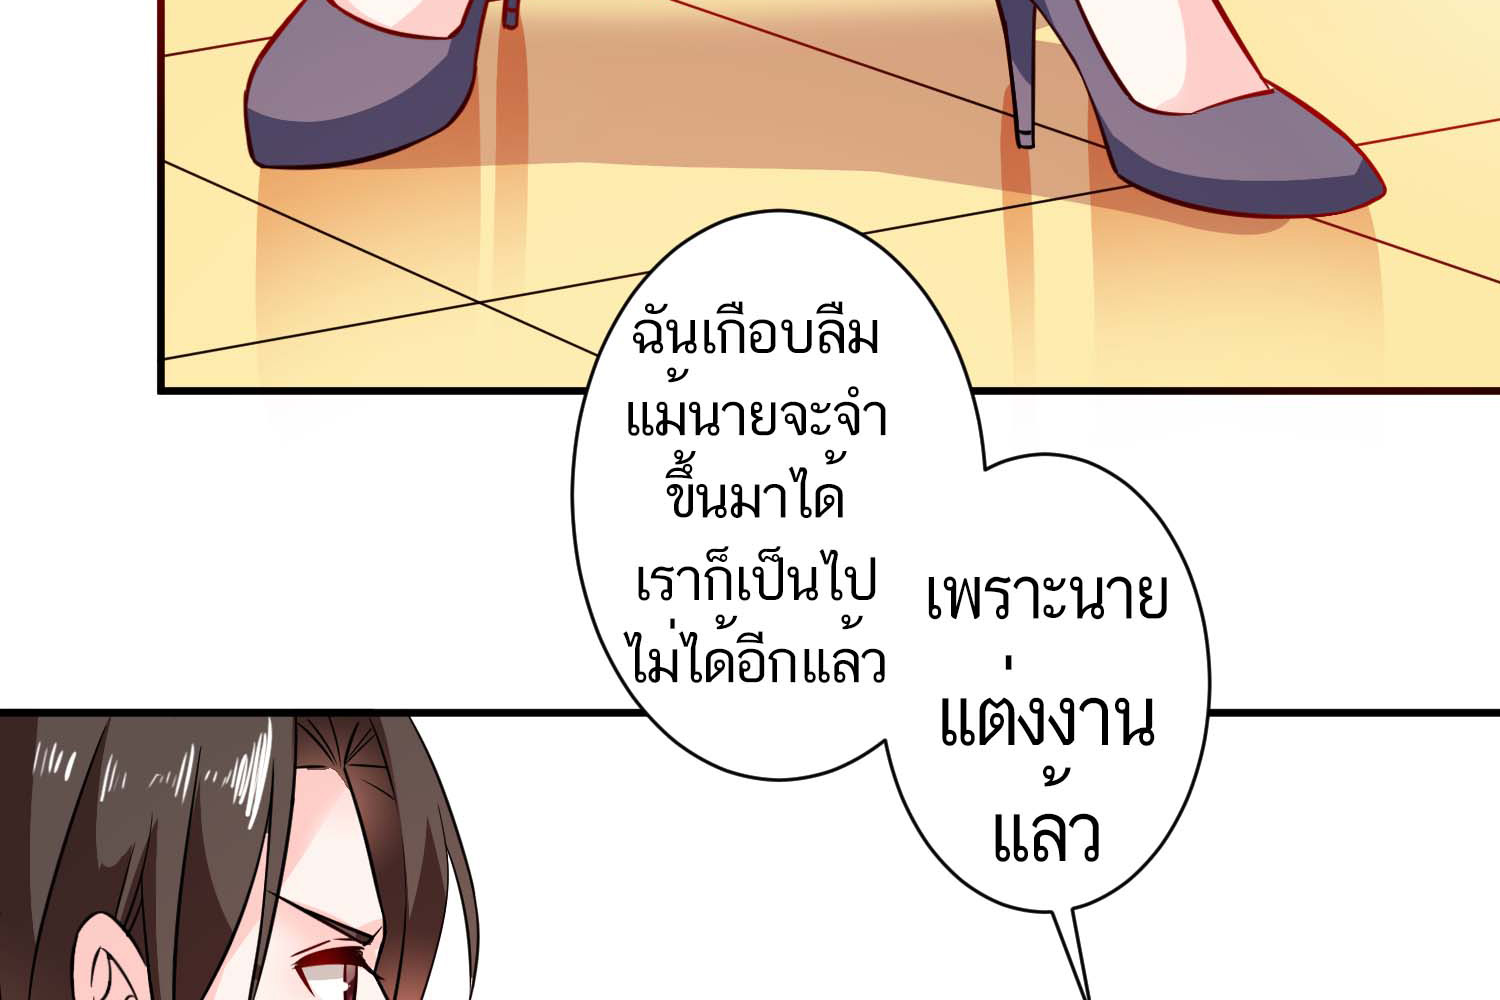 ฉันเกือบลืม
แม้นายจะจำ
ขึ้นมาได้
เราก็เป็นไป
ไม่ได้อีกแล้ว
เพราะนาย
แต่งงาน
แล้ว